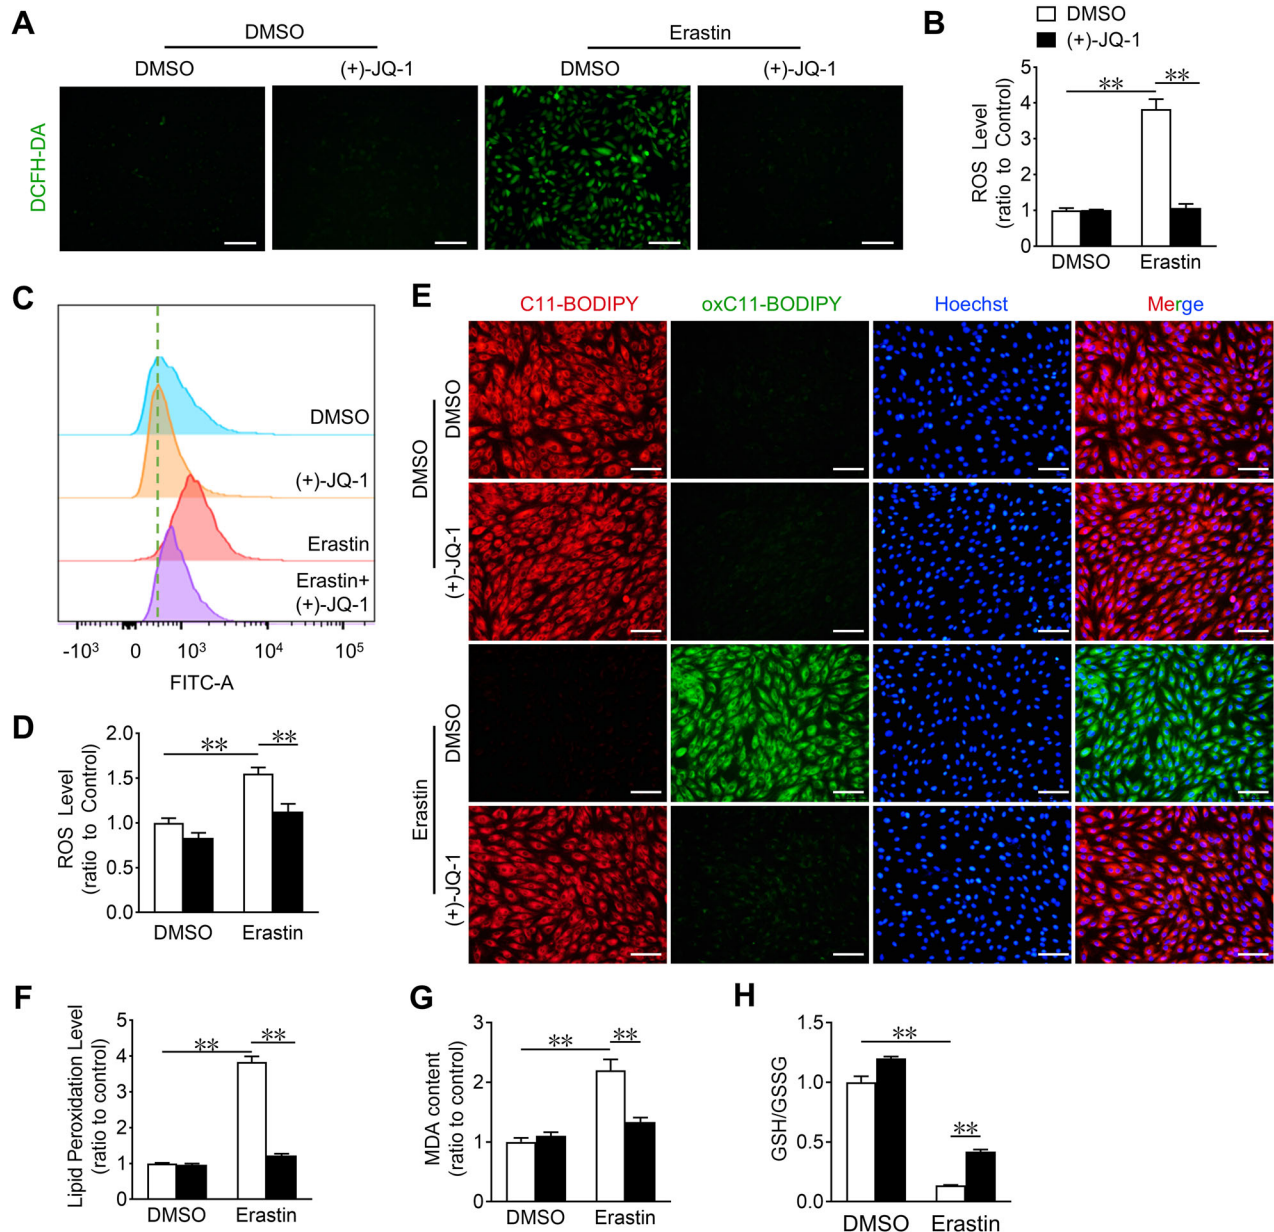 A
DMSO
Erastin
DMSO
(+)-JQ-1
DMSO
(+)-JQ-1
DCFH-DA
B
DMSO
(+)-JQ-1
ROS Level
(ratio to Control)
5
4
3
2
1
0
**
**
DMSO
Erastin
C
DMSO
(+)-JQ-1
Erastin
Erastin+
(+)-JQ-1
-10³ 0 10³ 10⁴ 10⁵
FITC-A
D
ROS Level
(ratio to Control)
2.0
1.5
1.0
0.5
0.0
**
**
DMSO
Erastin
E
C11-BODIPY
oxC11-BODIPY
Hoechst
Merge
DMSO
DMSO
(+)-JQ-1
Erastin
DMSO
(+)-JQ-1
F
Lipid Peroxidation Level
(ratio to control)
5
4
3
2
1
0
**
**
DMSO
Erastin
G
MDA content
(ratio to control)
3
2
1
0
**
**
DMSO
Erastin
H
GSH/GSSG
1.5
1.0
0.5
0.0
**
**
DMSO
Erastin